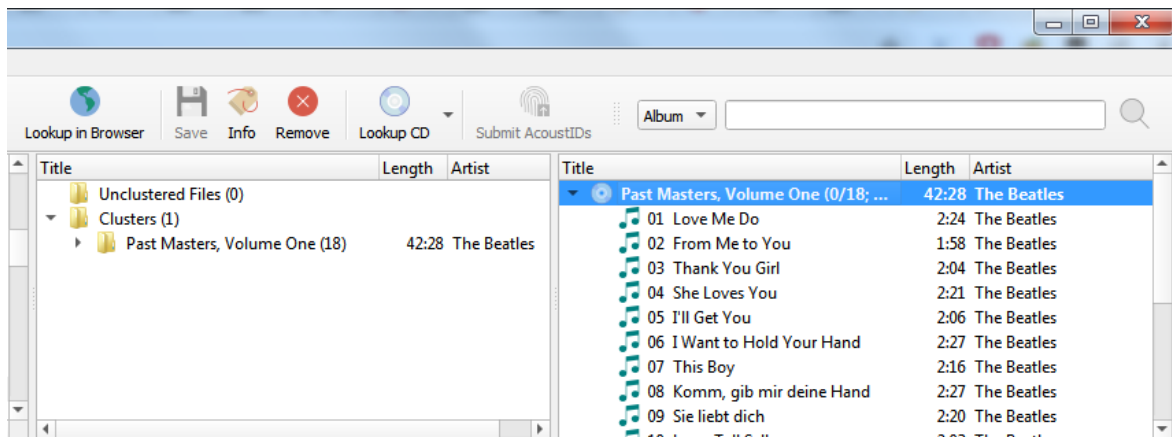 Lookup in Browser Save Info Remove Lookup CD Submit AcoustIDs Album
Title Length Artist
Unclustered Files (0)
Clusters (1)
Past Masters, Volume One (18) 42:28 The Beatles
Title Length Artist
Past Masters, Volume One (0/18; ... 42:28 The Beatles
01 Love Me Do 2:24 The Beatles
02 From Me to You 1:58 The Beatles
03 Thank You Girl 2:04 The Beatles
04 She Loves You 2:21 The Beatles
05 I'll Get You 2:06 The Beatles
06 I Want to Hold Your Hand 2:27 The Beatles
07 This Boy 2:16 The Beatles
08 Komm, gib mir deine Hand 2:27 The Beatles
09 Sie liebt dich 2:20 The Beatles